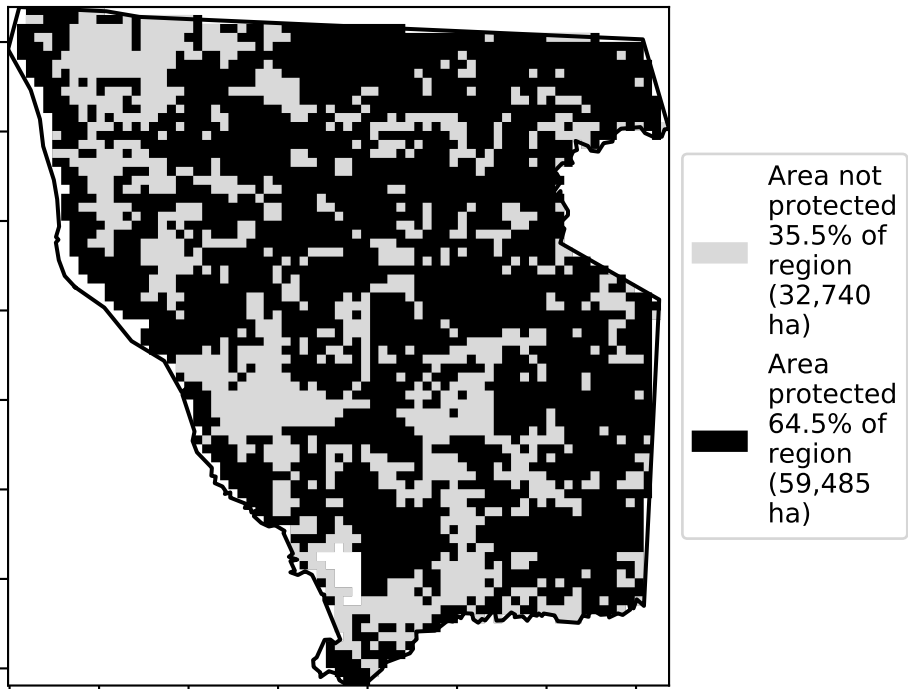 Area not
protected
35.5% of
region
(32,740
ha)
Area
protected
64.5% of
region
(59,485
ha)